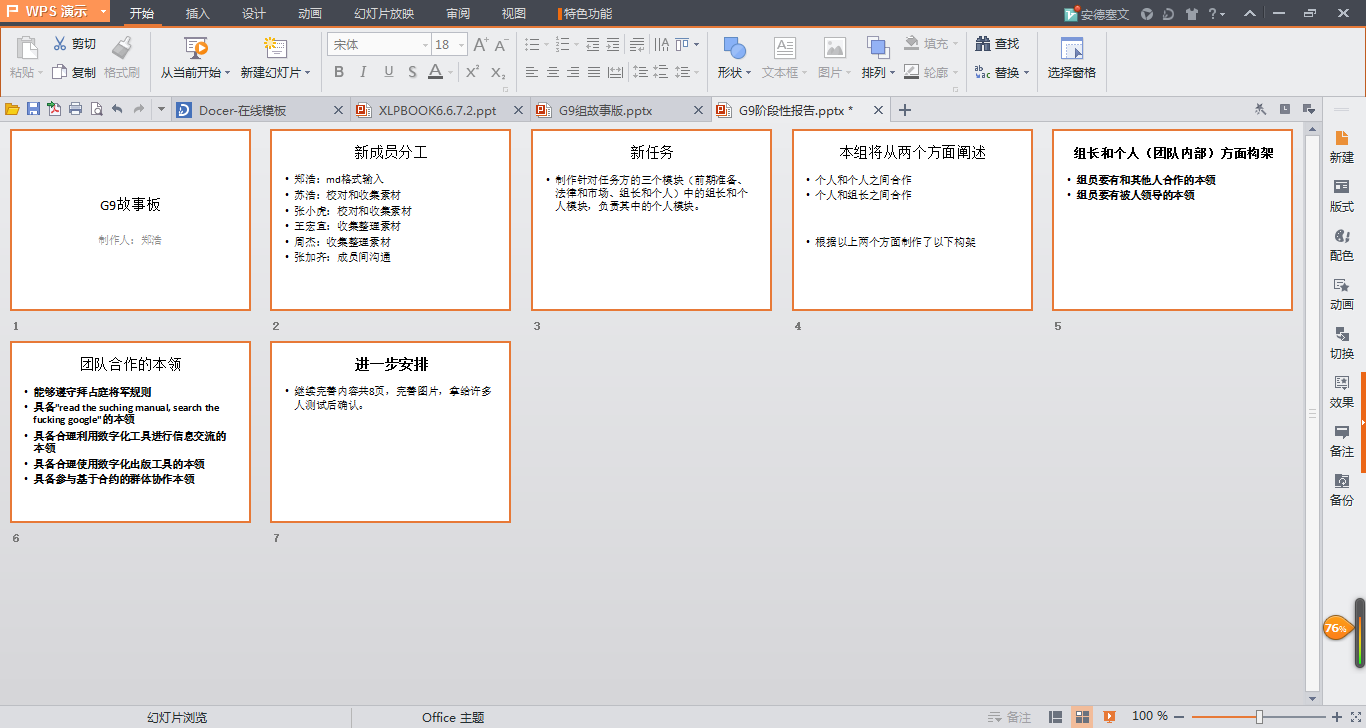 WPS 演示 开始 插入 设计 动画 幻灯片放映 审阅 视图 特色功能 安德塞文
粘贴 剪切 复制 格式刷 从当前开始 新建幻灯片 宋体 18 形状 文本框 图片 排列 填充 轮廓 查找 替换 选择窗格
Docer-在线模板 XLPBOOK6.6.7.2.ppt G9组故事版.pptx G9阶段性报告.pptx *
G9故事板
制作人：郑浩
1
新成员分工
• 郑浩：md格式输入
• 苏浩：校对和收集素材
• 张小虎：校对和收集素材
• 王宏宜：收集整理素材
• 周杰：收集整理素材
• 张加齐：成员间沟通
2
新任务
• 制作针对任务方的三个模块（前期准备、
法律和市场、组长和个人）中的组长和个
人模块，负责其中的个人模块。
3
本组将从两个方面阐述
• 个人和个人之间合作
• 个人和组长之间合作
• 根据以上两个方面制作了以下构架
4
组长和个人（团队内部）方面构架
• 组员要有和其他人合作的本领
• 组员要有被人领导的本领
5
团队合作的本领
• 能够遵守拜占庭将军规则
• 具备“read the suching manual, search the
fucking google”的本领
• 具备合理利用数字化工具进行信息交流的
本领
• 具备合理使用数字化出版工具的本领
• 具备参与基于合约的群体协作本领
6
进一步安排
• 继续完善内容共8页，完善图片，拿给许多
人测试后确认。
7
新建
版式
配色
动画
切换
效果
备注
备份
76%
幻灯片浏览 Office 主题 备注 100 %